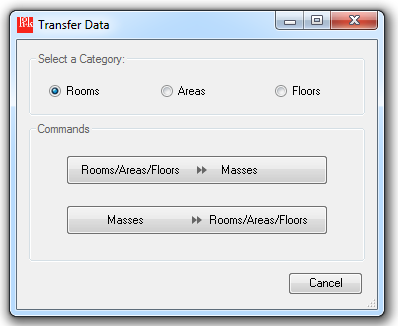 Transfer Data
Select a Category:
Rooms Areas Floors
Commands
Rooms/Areas/Floors Masses
Masses Rooms/Areas/Floors
Cancel